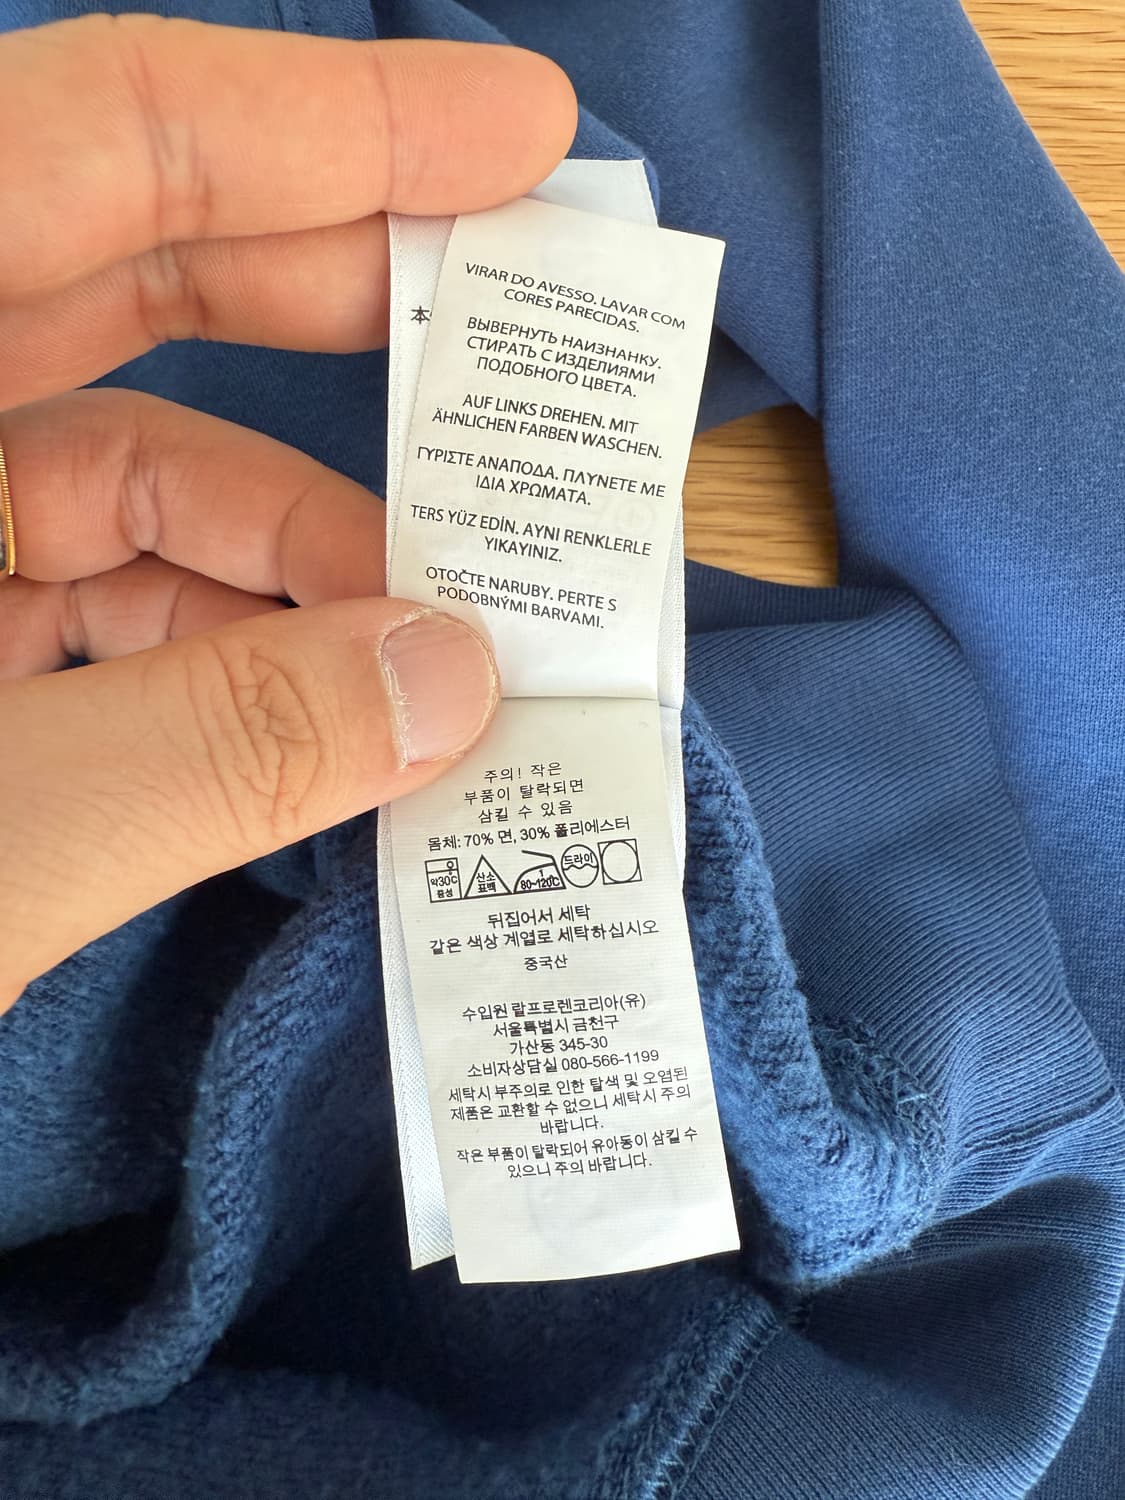 本
VIRAR DO AVESSO. LAVAR COM
CORES PARECIDAS.
ВЫВЕРНУТЬ НАИЗНАНКУ.
СТИРАТЬ С ИЗДЕЛИЯМИ
ПОДОБНОГО ЦВЕТА.
AUF LINKS DREHEN. MIT
ÄHNLICHEN FARBEN WASCHEN.
ΓΥΡΙΣΤΕ ΑΝΑΠΟΔΑ. ΠΛΥΝΕΤΕ ΜΕ
ΙΔΙΑ ΧΡΩΜΑΤΑ.
TERS YÜZ EDİN. AYNI RENKLERLE
YIKAYINIZ.
OTOČTE NARUBY. PERTE S
PODOBNÝMI BARVAMI.
주의! 작은
부품이 탈락되면
삼킬 수 있음
몸체: 70% 면, 30% 폴리에스터
약30℃ 중성 산소 표백 1 80~120℃ 드라이
뒤집어서 세탁
같은 색상 계열로 세탁하십시오
중국산
수입원 랄프로렌코리아(유)
서울특별시 금천구
가산동 345-30
소비자상담실 080-566-1199
세탁시 부주의로 인한 탈색 및 오염된
제품은 교환할 수 없으니 세탁시 주의
바랍니다.
작은 부품이 탈락되어 유아동이 삼킬 수
있으니 주의 바랍니다.